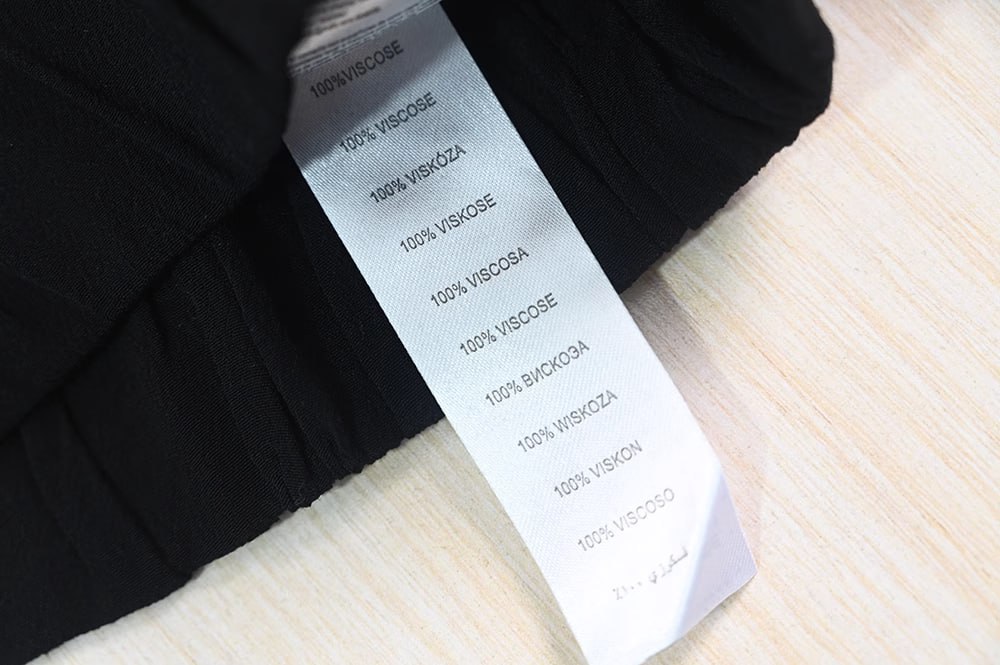 100%VISCOSE
100% VISCOSE
100% VISKÓZA
100% VISKOSE
100% VISCOSA
100% VISCOSE
100% ВИСКОЗА
100% WISKOZA
100% VISKON
100% VISCOSO